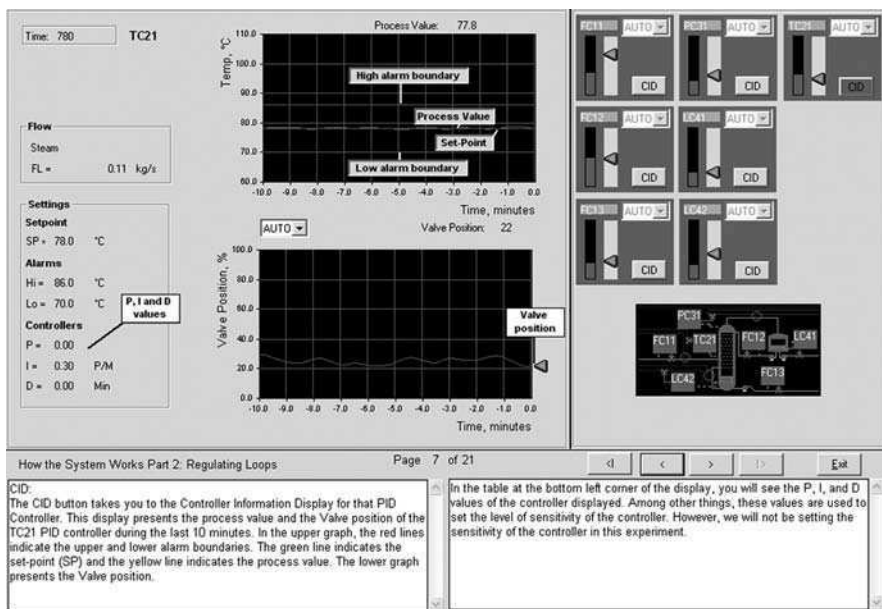 Time: 780
TC21
Process Value: 77.8
Temp, °C
110.0
100.0
90.0
80.0
70.0
60.0
High alarm boundary
Process Value
Set-Point
Low alarm boundary
-10.0 -9.0 -8.0 -7.0 -6.0 -5.0 -4.0 -3.0 -2.0 -1.0 0.0
Time, minutes
Flow
Steam
FL = 0.11 kg/s
Settings
Setpoint
SP = 78.0 °C
Alarms
Hi = 86.0 °C
Lo = 70.0 °C
Controllers
P = 0.00
I = 0.30 P/M
D = 0.00 Min
P, I and D
values
AUTO
Valve Position: 22
Valve Position, %
100.0
80.0
60.0
40.0
20.0
0.0
Valve
position
-10.0 -9.0 -8.0 -7.0 -6.0 -5.0 -4.0 -3.0 -2.0 -1.0 0.0
Time, minutes
FC11 AUTO PC31 AUTO TC21 AUTO
CID CID CID
FC12 AUTO LC41 AUTO
CID CID
FC13 AUTO LC42 AUTO
CID CID
PC31
FC11 TC21 FC12 LC41
LC42 FC13
How the System Works Part 2: Regulating Loops
Page 7 of 21
<| < > |> Exit
CID:
The CID button takes you to the Controller Information Display for that PID
Controller. This display presents the process value and the Valve position of the
TC21 PID controller during the last 10 minutes. In the upper graph, the red lines
indicate the upper and lower alarm boundaries. The green line indicates the
set-point (SP) and the yellow line indicates the process value. The lower graph
presents the Valve position.
In the table at the bottom left corner of the display, you will see the P, I, and D
values of the controller displayed. Among other things, these values are used to
set the level of sensitivity of the controller. However, we will not be setting the
sensitivity of the controller in this experiment.